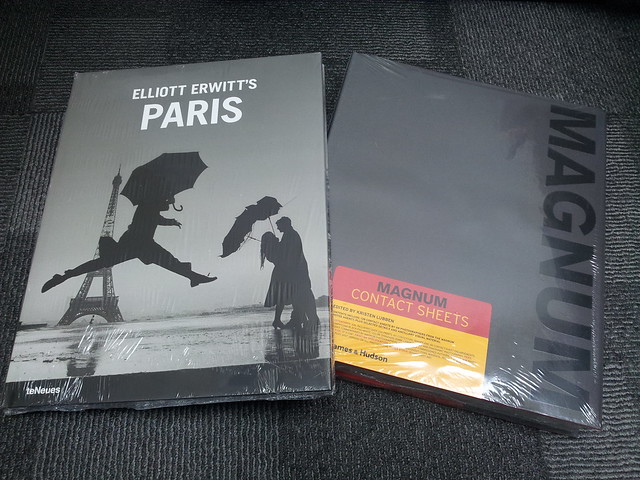 ELLIOTT ERWITT'S
PARIS
teNeues
MAGNUM
MAGNUM
CONTACT SHEETS
EDITED BY KRISTEN LUBBEN
ames & Hudson